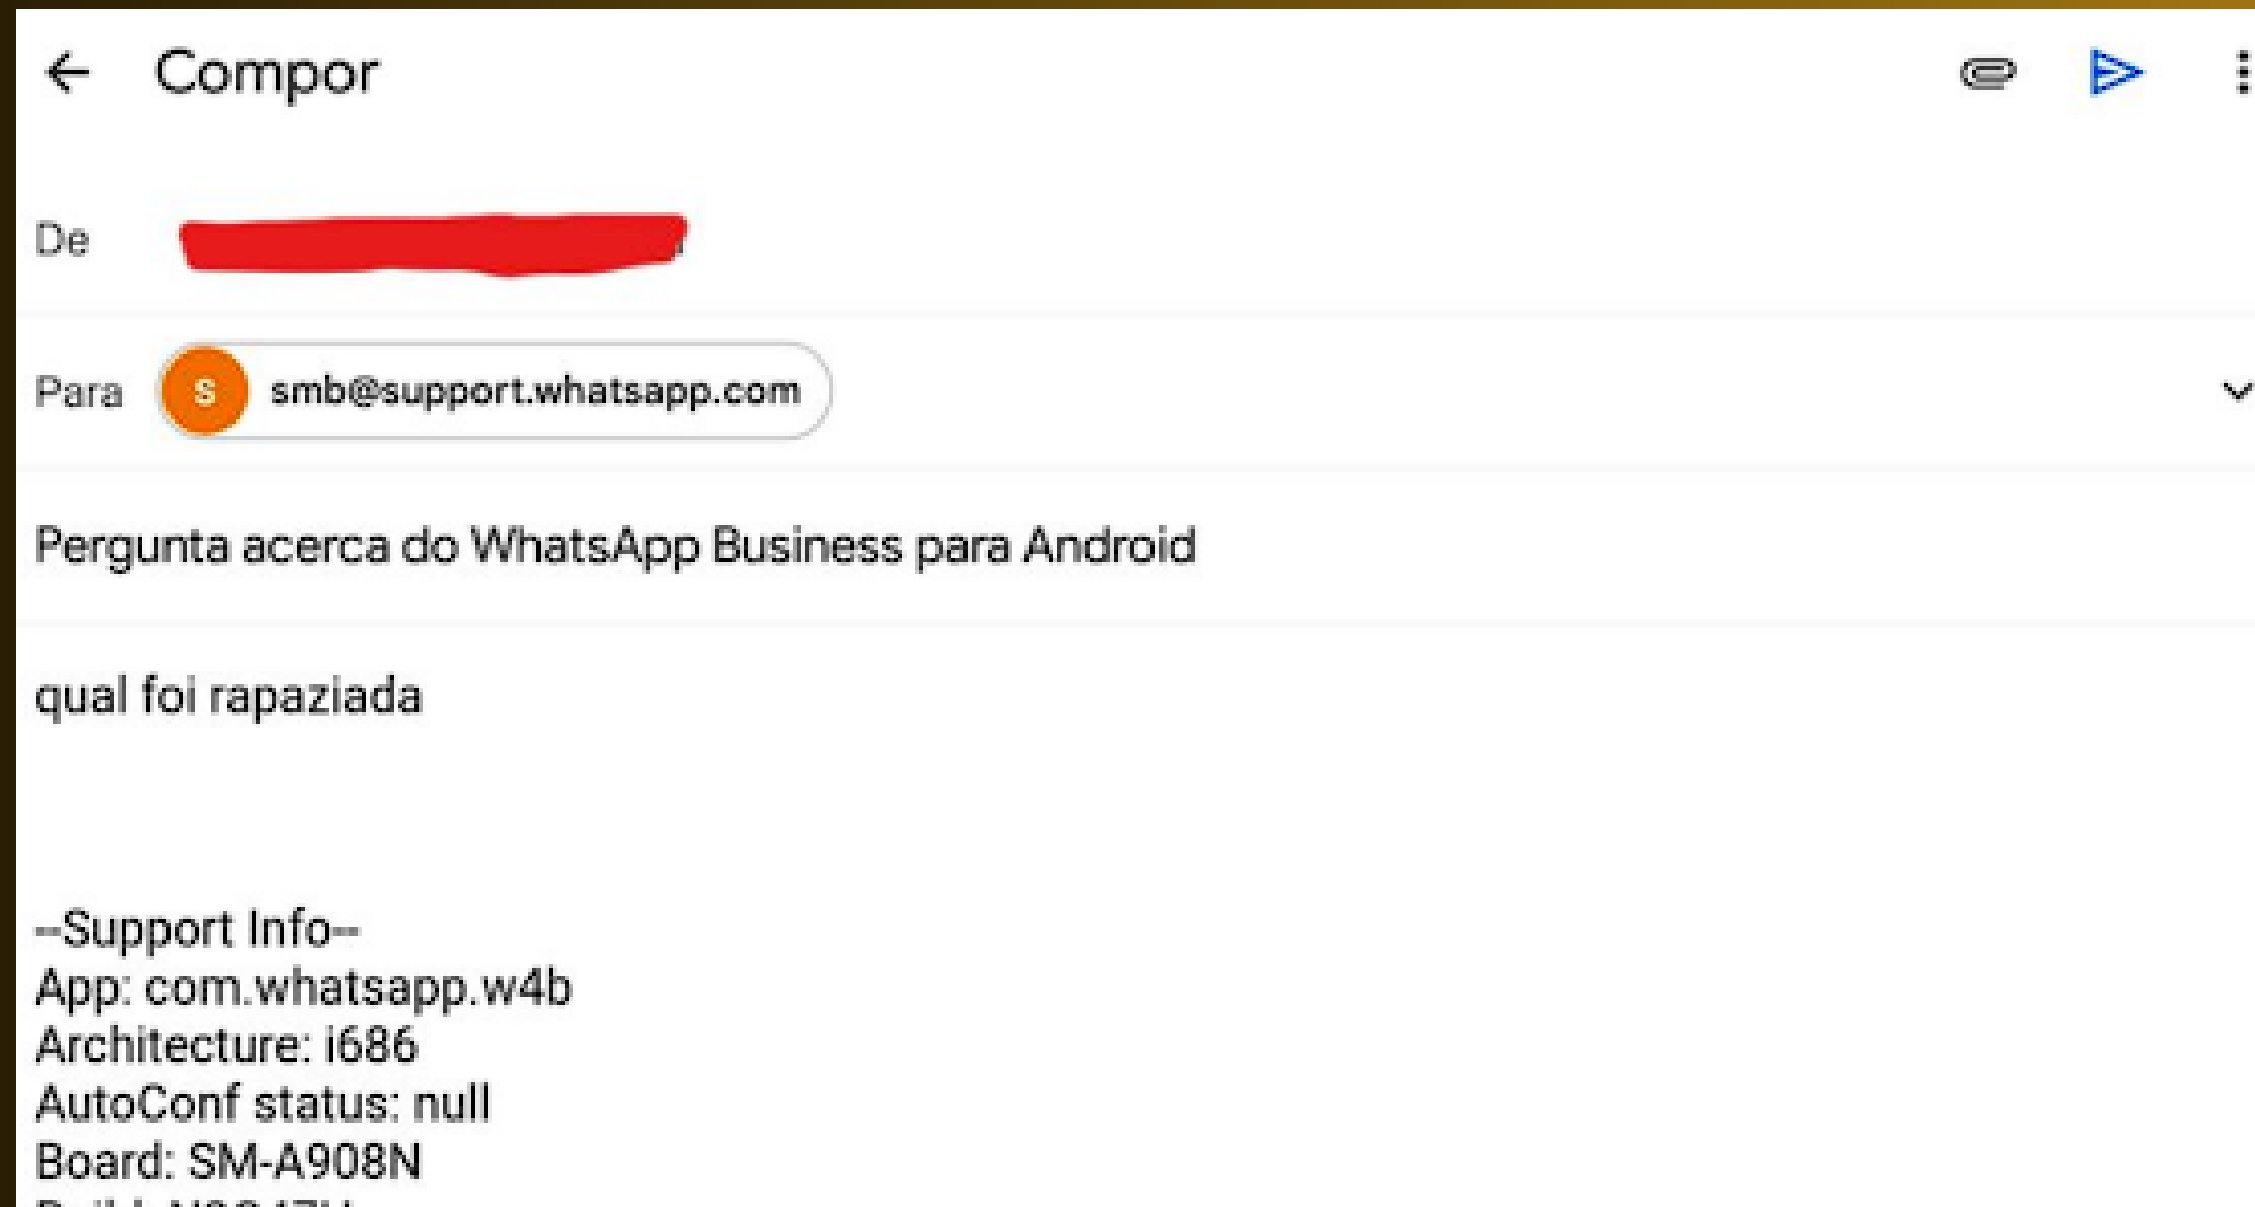 Compor
De
Para S smb@support.whatsapp.com
Pergunta acerca do WhatsApp Business para Android
qual foi rapaziada
--Support Info--
App: com.whatsapp.w4b
Architecture: i686
AutoConf status: null
Board: SM-A908N